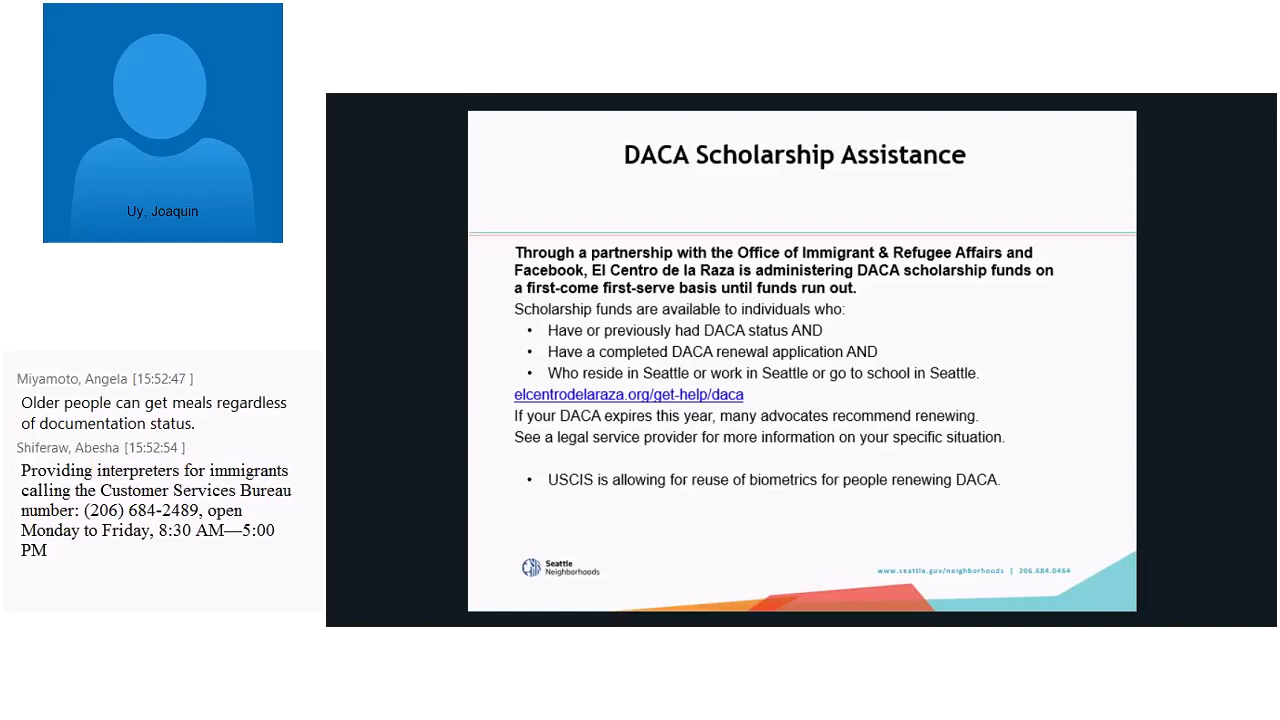 Uy, Joaquin
Miyamoto, Angela [15:52:47 ]
Older people can get meals regardless
of documentation status.
Shiferaw, Abesha [15:52:54 ]
Providing interpreters for immigrants
calling the Customer Services Bureau
number: (206) 684-2489, open
Monday to Friday, 8:30 AM—5:00
PM
DACA Scholarship Assistance
Through a partnership with the Office of Immigrant & Refugee Affairs and
Facebook, El Centro de la Raza is administering DACA scholarship funds on
a first-come first-serve basis until funds run out.
Scholarship funds are available to individuals who:
• Have or previously had DACA status AND
• Have a completed DACA renewal application AND
• Who reside in Seattle or work in Seattle or go to school in Seattle.
elcentrodelaraza.org/get-help/daca
If your DACA expires this year, many advocates recommend renewing.
See a legal service provider for more information on your specific situation.
• USCIS is allowing for reuse of biometrics for people renewing DACA.
Seattle
Neighborhoods
www.seattle.gov/neighborhoods | 206.684.0464